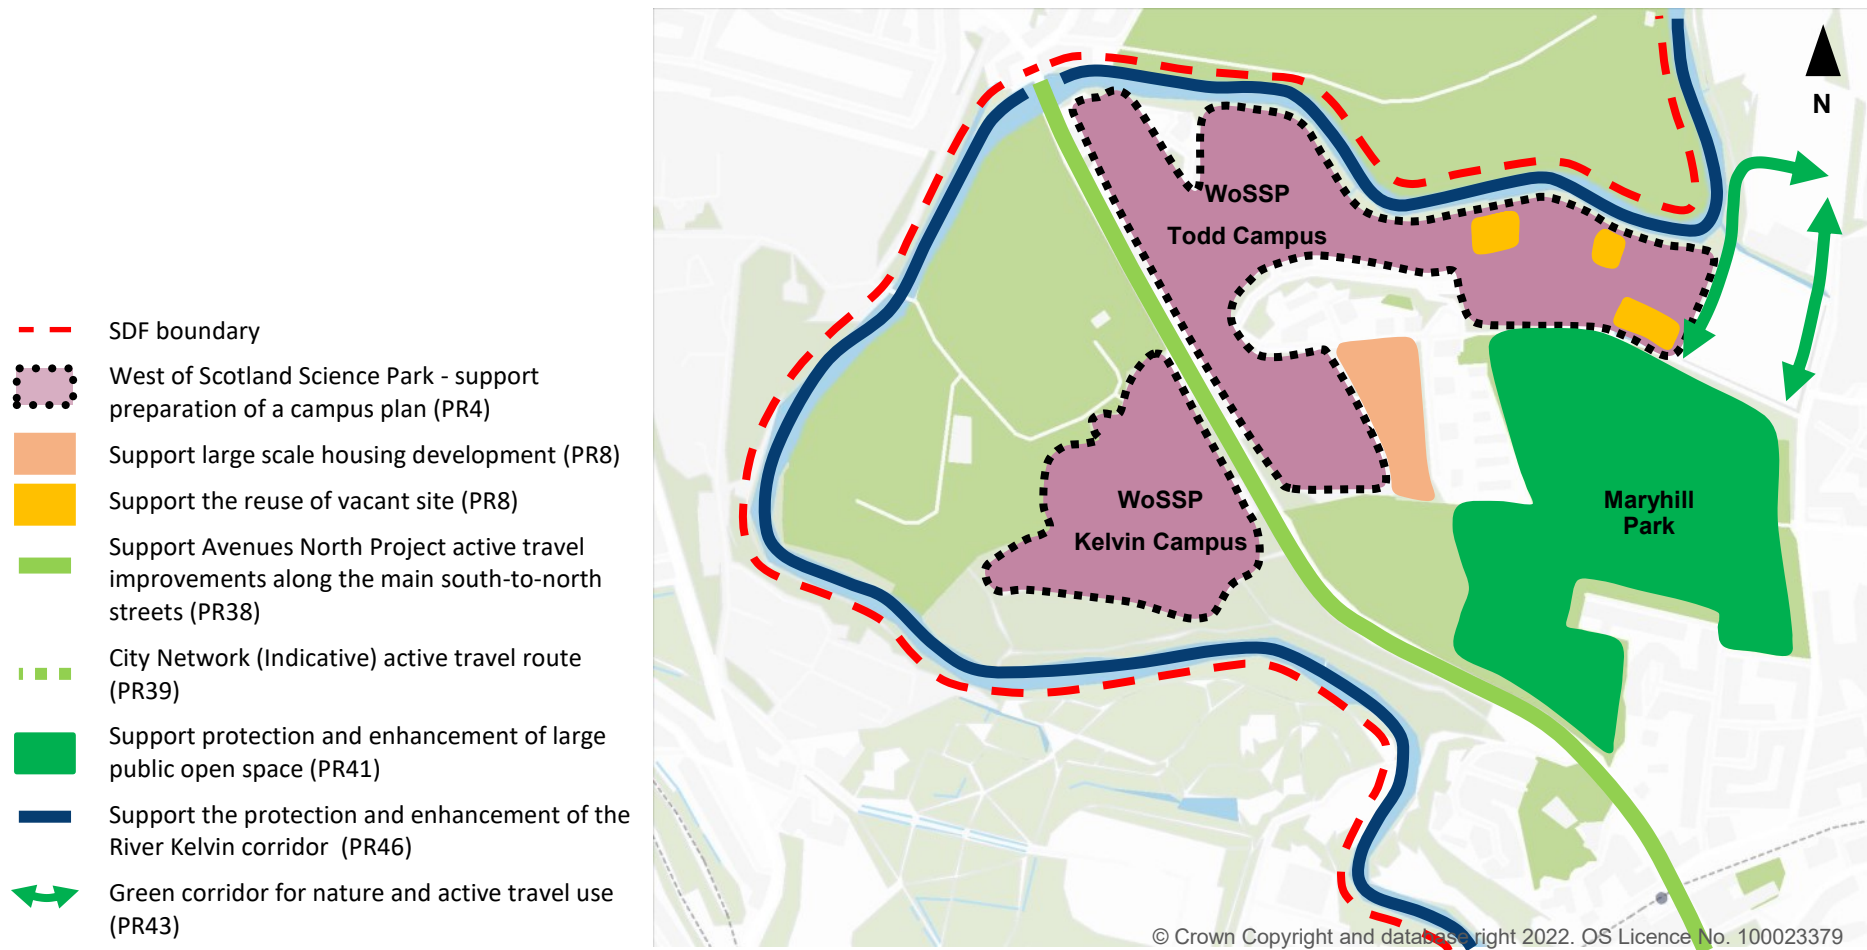 SDF boundary
West of Scotland Science Park - support
preparation of a campus plan (PR4)
Support large scale housing development (PR8)
Support the reuse of vacant site (PR8)
Support Avenues North Project active travel
improvements along the main south-to-north
streets (PR38)
City Network (Indicative) active travel route
(PR39)
Support protection and enhancement of large
public open space (PR41)
Support the protection and enhancement of the
River Kelvin corridor  (PR46)
Green corridor for nature and active travel use
(PR43)
N
WoSSP
Todd Campus
WoSSP
Kelvin Campus
Maryhill
Park
© Crown Copyright and database right 2022. OS Licence No. 100023379